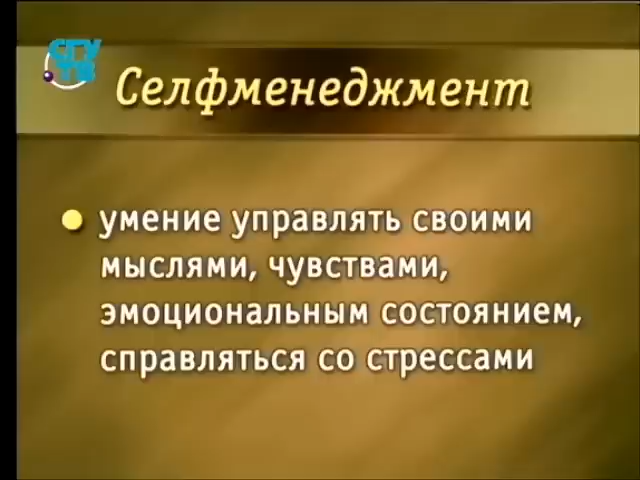 СГУ
ТВ
Селфменеджмент
умение управлять своими
мыслями, чувствами,
эмоциональным состоянием,
справляться со стрессами